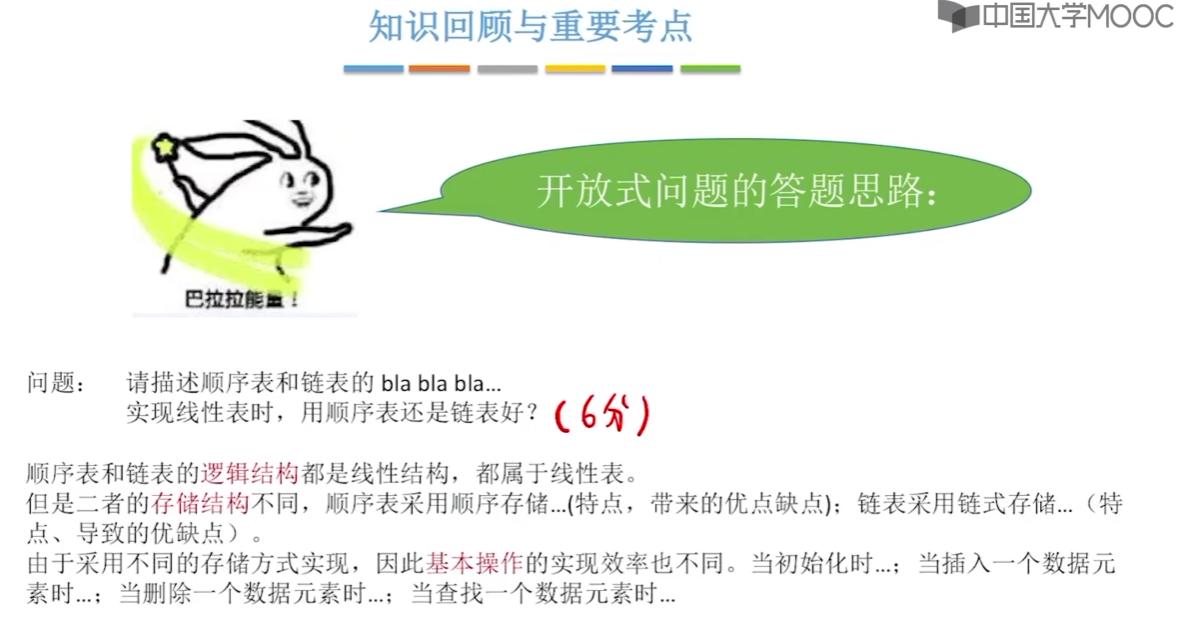 知识回顾与重要考点
中国大学MOOC
开放式问题的答题思路：
巴拉拉能量！
问题： 请描述顺序表和链表的 bla bla bla...
实现线性表时，用顺序表还是链表好？ (6分)
顺序表和链表的逻辑结构都是线性结构，都属于线性表。
但是二者的存储结构不同，顺序表采用顺序存储...(特点，带来的优点缺点)；链表采用链式存储...（特
点、导致的优缺点）。
由于采用不同的存储方式实现，因此基本操作的实现效率也不同。当初始化时...；当插入一个数据元
素时...；当删除一个数据元素时...；当查找一个数据元素时...